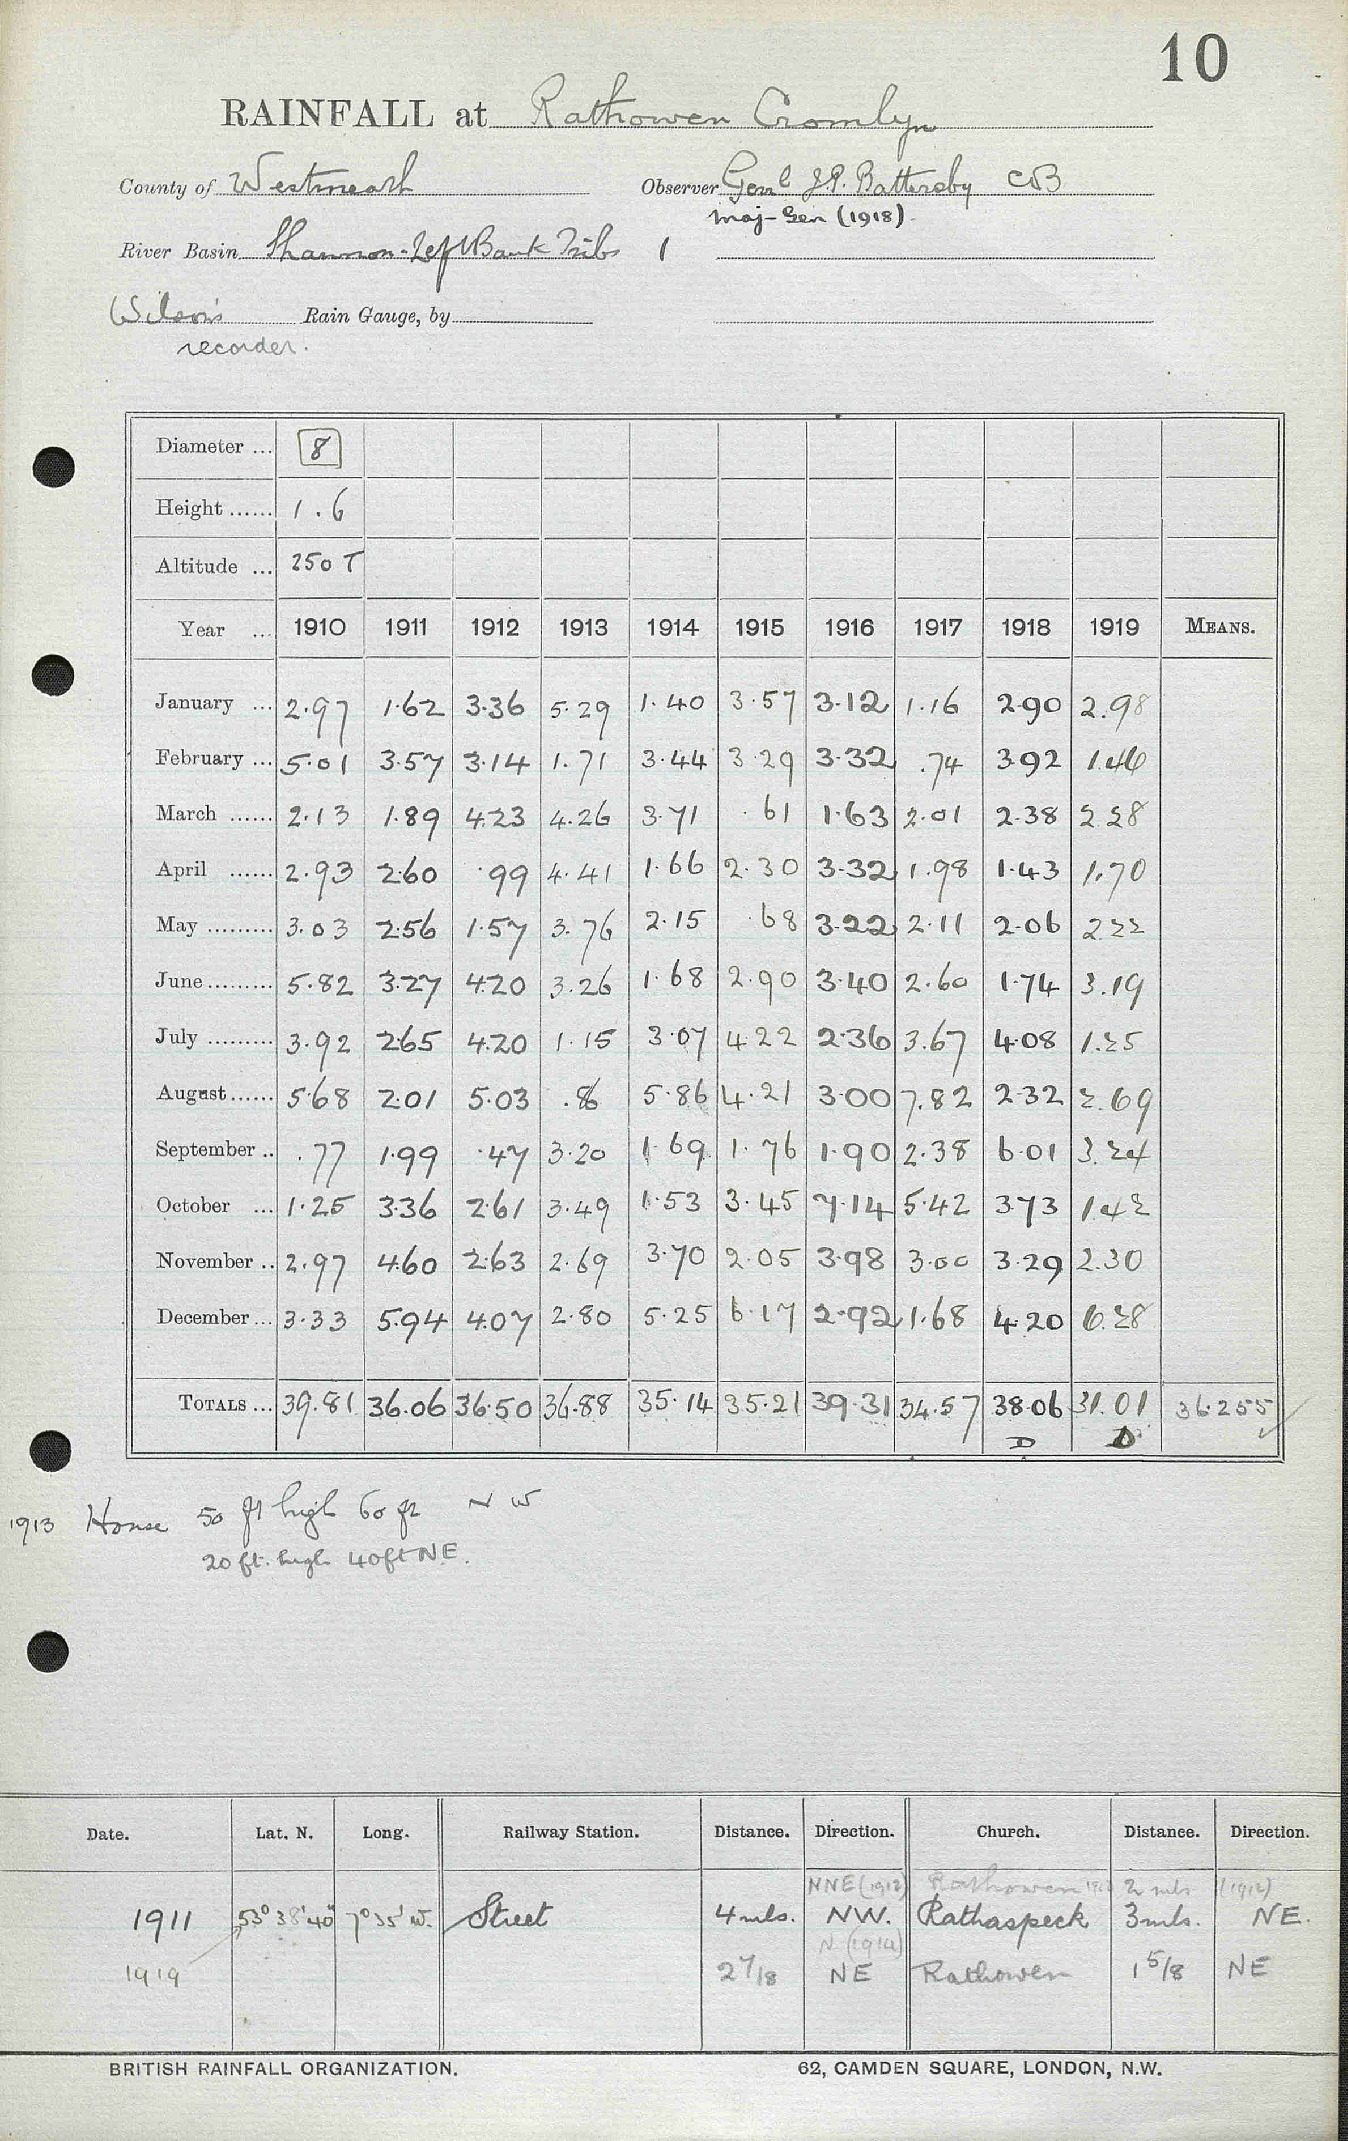 10
RAINFALL at Rathowen Cromlyn
County of Westmeath Observer Genl J.P. Battersby CB
Maj-Gen (1918).
River Basin Shannon-Left Bank Tribs 1
Wilson's Rain Gauge, by
recorder.
Diameter ... 8
Height ...... 1.6
Altitude ... 250 T
Year ... 1910 1911 1912 1913 1914 1915 1916 1917 1918 1919 MEANS.
January ... 2.97 1.62 3.36 5.29 1.40 3.57 3.12 1.16 2.90 2.98
February ... 5.01 3.57 3.14 1.71 3.44 3.29 3.32 .74 3.92 1.46
March ...... 2.13 1.89 4.23 4.26 3.71 .61 1.63 2.01 2.38 2.28
April ...... 2.93 2.60 .99 4.41 1.66 2.30 3.32 1.98 1.43 1.70
May ......... 3.03 2.56 1.57 3.76 2.15 .68 3.22 2.11 2.06 2.22
June ......... 5.82 3.27 4.20 3.26 1.68 2.90 3.40 2.60 1.74 3.19
July ......... 3.92 2.65 4.20 1.15 3.07 4.22 2.36 3.67 4.08 1.25
August ...... 5.68 2.01 5.03 .86 5.86 4.21 3.00 7.82 2.32 2.69
September .. .77 1.99 .47 3.20 1.69 1.76 1.90 2.38 6.01 3.24
October ... 1.25 3.36 2.61 3.49 1.53 3.45 7.14 5.42 3.73 1.42
November .. 2.97 4.60 2.63 2.69 3.70 2.05 3.98 3.00 3.29 2.30
December ... 3.33 5.94 4.07 2.80 5.25 6.17 2.92 1.68 4.20 6.28
TOTALS ... 39.81 36.06 36.50 36.88 35.14 35.21 39.31 34.57 38.06 31.01 36.255
D D
1913 House 50 ft high 60 ft N W
20 ft. high 40 ft NE.
Date. Lat. N. Long. Railway Station. Distance. Direction. Church. Distance. Direction.
NNE (1912) Rathowen 1912 2 mls (1912)
1911 53° 38' 40" 7° 35' W. Street 4 mls. NW. Rathaspeck 3 mls. NE.
N (1914)
1919 2 7/8 NE Rathowen 1 5/8 NE
BRITISH RAINFALL ORGANIZATION. 62, CAMDEN SQUARE, LONDON, N.W.